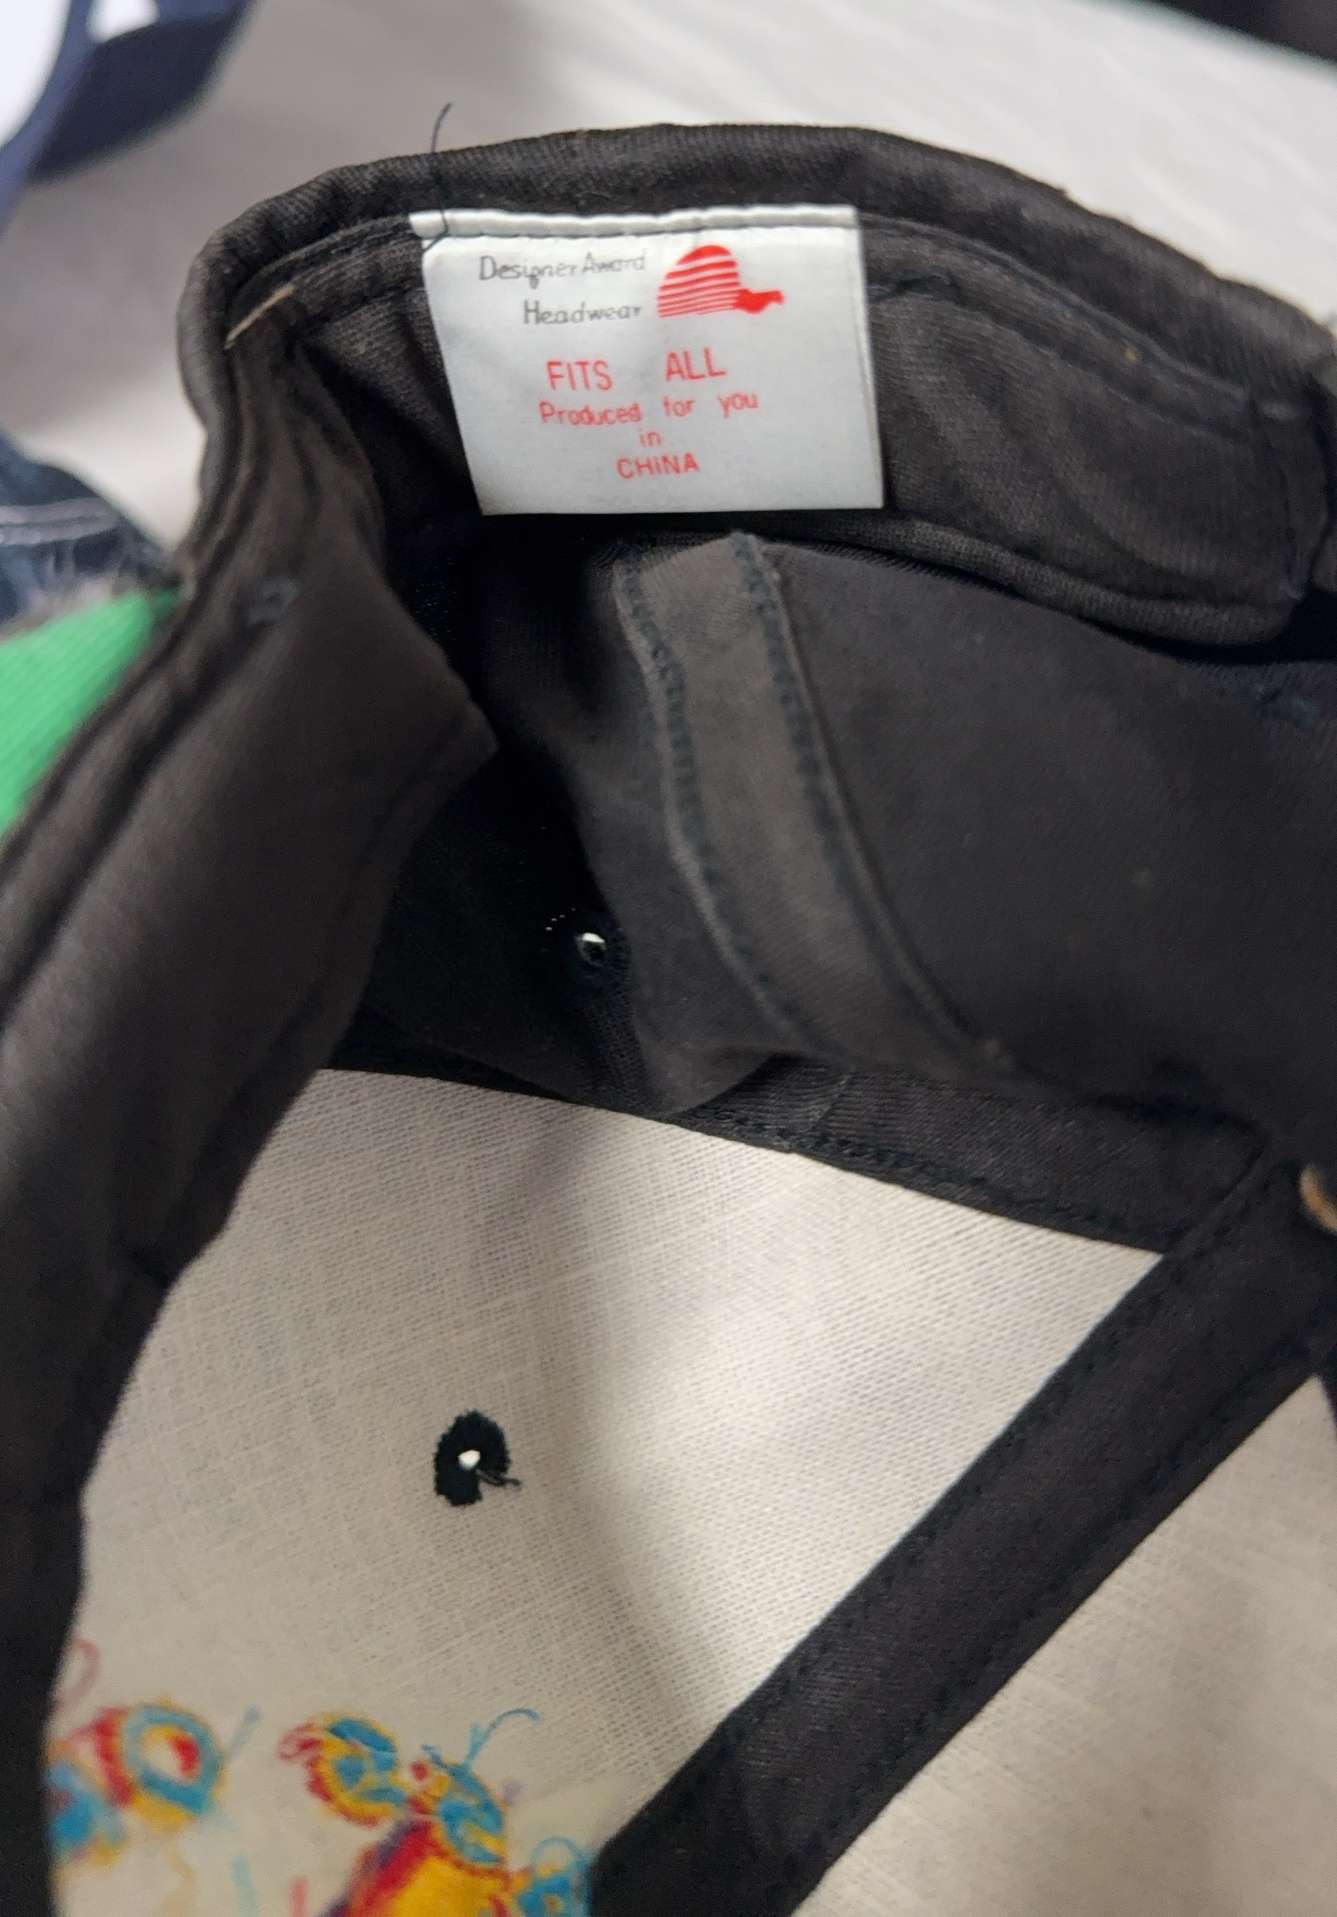 Designer Award
Headwear
FITS ALL
Produced for you
in
CHINA